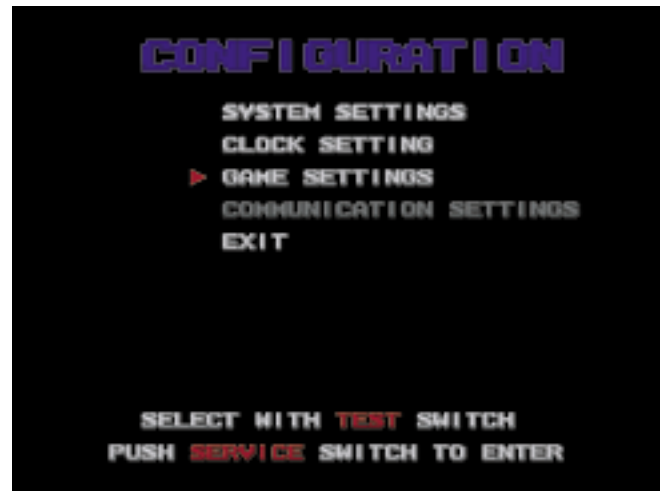 CONFIGURATION
SYSTEM SETTINGS
CLOCK SETTING
GAME SETTINGS
COMMUNICATION SETTINGS
EXIT
SELECT WITH TEST SWITCH
PUSH SERVICE SWITCH TO ENTER